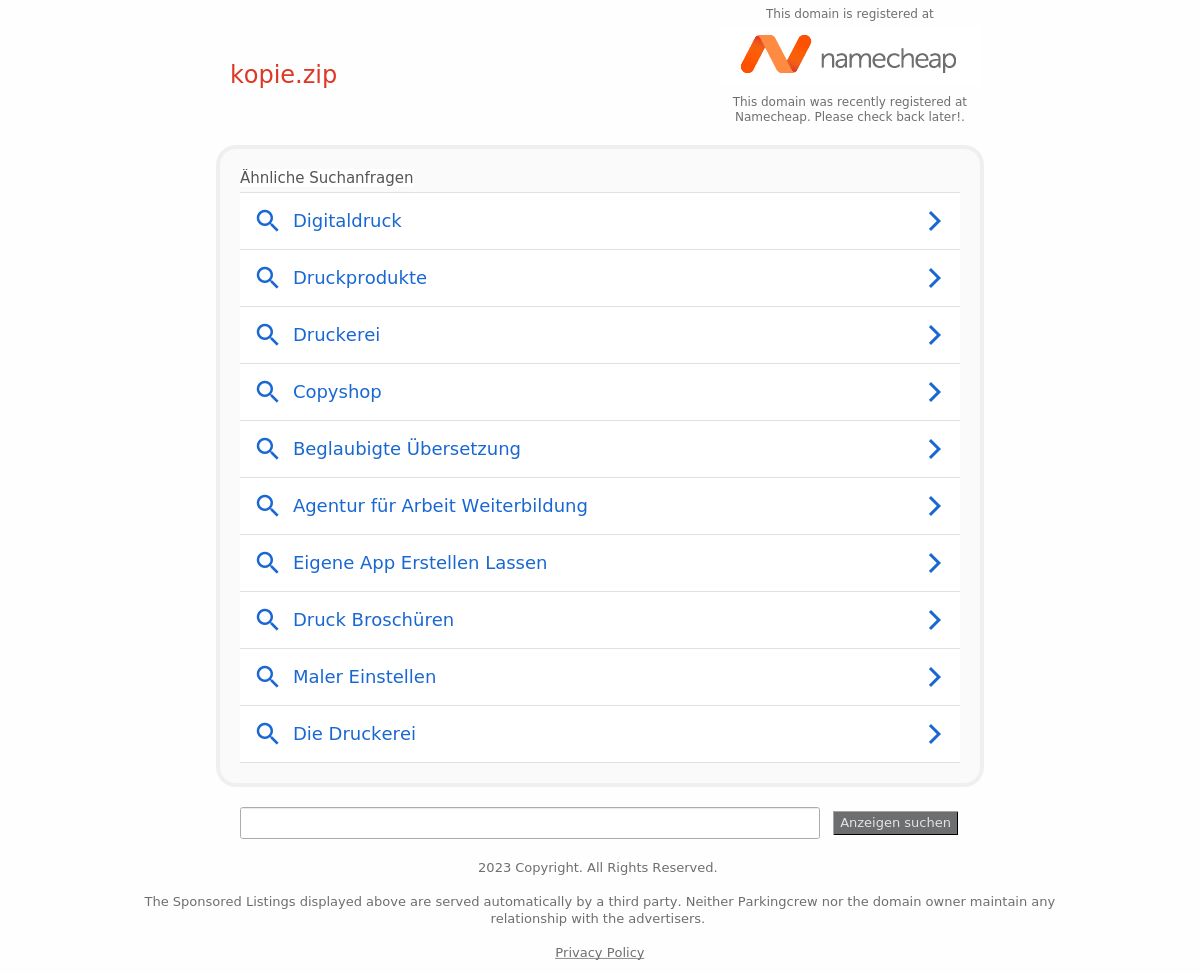 This domain is registered at
namecheap
kopie.zip
This domain was recently registered at
Namecheap. Please check back later!.
Ähnliche Suchanfragen
Digitaldruck
Druckprodukte
Druckerei
Copyshop
Beglaubigte Übersetzung
Agentur für Arbeit Weiterbildung
Eigene App Erstellen Lassen
Druck Broschüren
Maler Einstellen
Die Druckerei
Anzeigen suchen
2023 Copyright. All Rights Reserved.
The Sponsored Listings displayed above are served automatically by a third party. Neither Parkingcrew nor the domain owner maintain any
relationship with the advertisers.
Privacy Policy